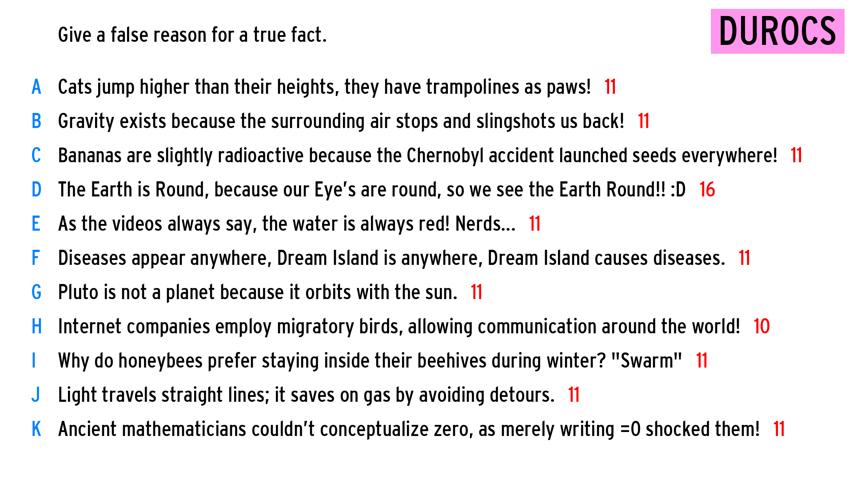 Give a false reason for a true fact.
DUROCS
A Cats jump higher than their heights, they have trampolines as paws! 11
B Gravity exists because the surrounding air stops and slingshots us back! 11
C Bananas are slightly radioactive because the Chernobyl accident launched seeds everywhere! 11
D The Earth is Round, because our Eye's are round, so we see the Earth Round!! :D 16
E As the videos always say, the water is always red! Nerds... 11
F Diseases appear anywhere, Dream Island is anywhere, Dream Island causes diseases. 11
G Pluto is not a planet because it orbits with the sun. 11
H Internet companies employ migratory birds, allowing communication around the world! 10
I Why do honeybees prefer staying inside their beehives during winter? "Swarm" 11
J Light travels straight lines; it saves on gas by avoiding detours. 11
K Ancient mathematicians couldn't conceptualize zero, as merely writing =0 shocked them! 11